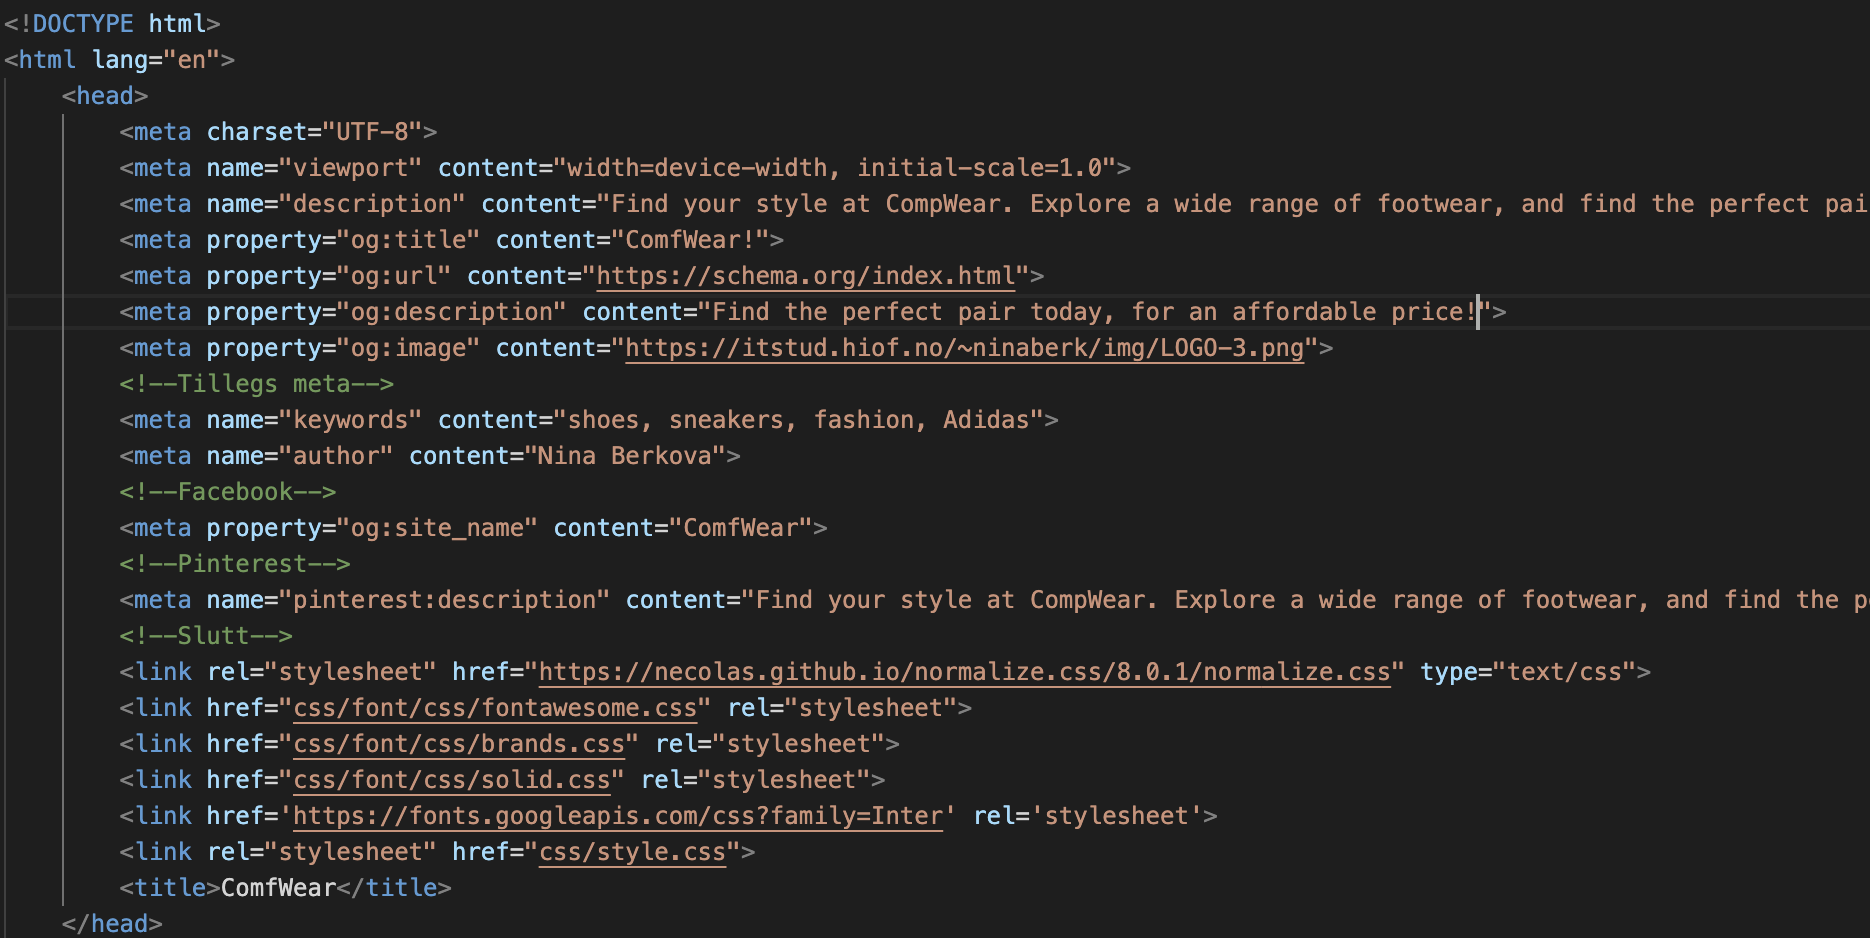 <!DOCTYPE html>
<html lang="en">
<head>
<meta charset="UTF-8">
<meta name="viewport" content="width=device-width, initial-scale=1.0">
<meta name="description" content="Find your style at CompWear. Explore a wide range of footwear, and find the perfect pai
<meta property="og:title" content="ComfWear!">
<meta property="og:url" content="https://schema.org/index.html">
<meta property="og:description" content="Find the perfect pair today, for an affordable price!">
<meta property="og:image" content="https://itstud.hiof.no/~ninaberk/img/LOGO-3.png">
<!--Tillegs meta-->
<meta name="keywords" content="shoes, sneakers, fashion, Adidas">
<meta name="author" content="Nina Berkova">
<!--Facebook-->
<meta property="og:site_name" content="ComfWear">
<!--Pinterest-->
<meta name="pinterest:description" content="Find your style at CompWear. Explore a wide range of footwear, and find the p
<!--Slutt-->
<link rel="stylesheet" href="https://necolas.github.io/normalize.css/8.0.1/normalize.css" type="text/css">
<link href="css/font/css/fontawesome.css" rel="stylesheet">
<link href="css/font/css/brands.css" rel="stylesheet">
<link href="css/font/css/solid.css" rel="stylesheet">
<link href='https://fonts.googleapis.com/css?family=Inter' rel='stylesheet'>
<link rel="stylesheet" href="css/style.css">
<title>ComfWear</title>
</head>